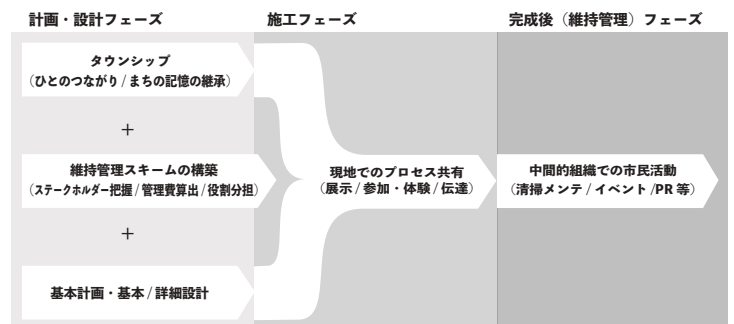 計画・設計フェーズ
施工フェーズ
完成後（維持管理）フェーズ
タウンシップ
（ひとのつながり / まちの記憶の継承）
＋
維持管理スキームの構築
（ステークホルダー把握 / 管理費算出 / 役割分担）
＋
基本計画・基本 / 詳細設計
現地でのプロセス共有
（展示 / 参加・体験 / 伝達）
中間的組織での市民活動
（清掃メンテ / イベント /PR 等）